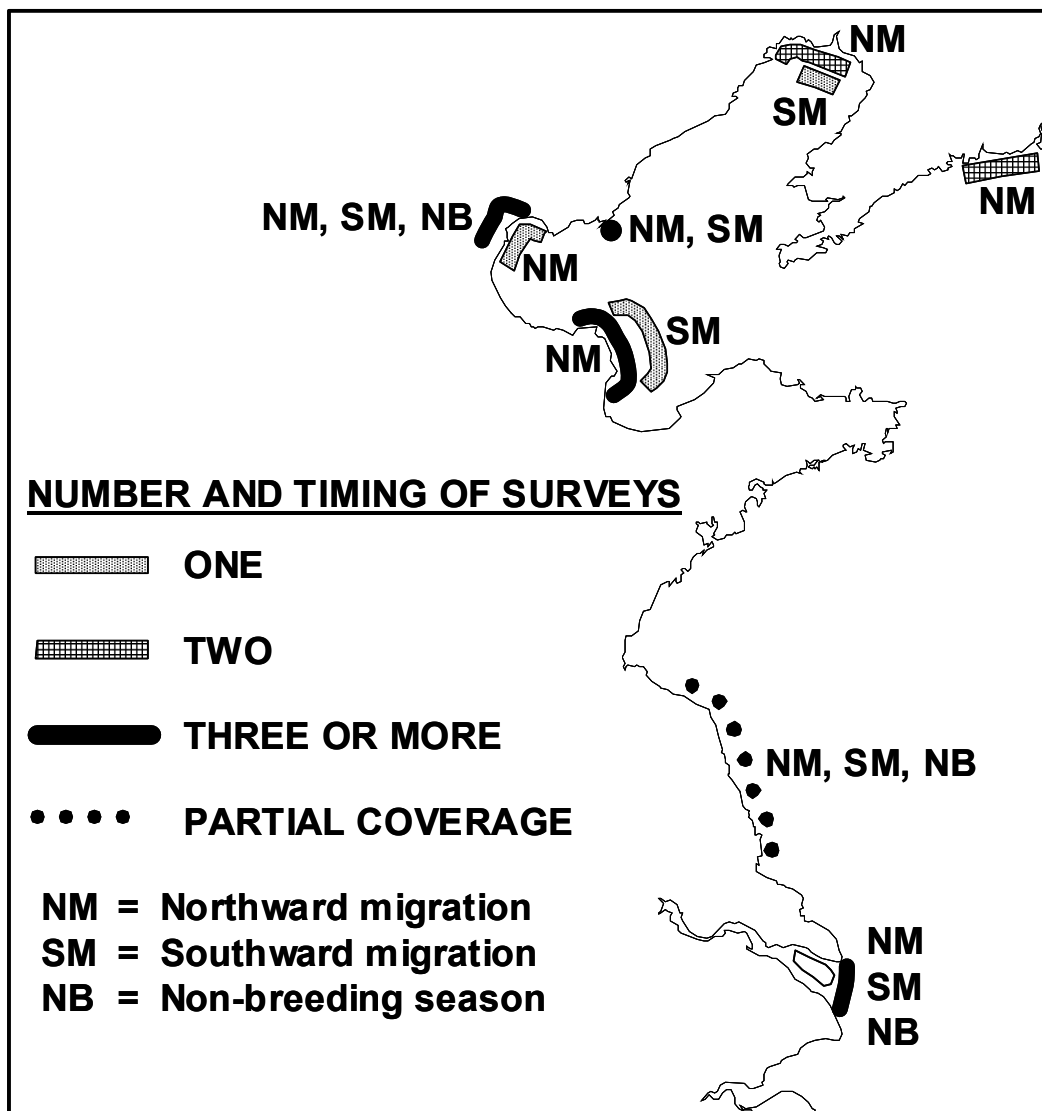 NM
SM
NM
NM, SM, NB
NM, SM
NM
SM
NM
NUMBER AND TIMING OF SURVEYS
ONE
TWO
THREE OR MORE
NM, SM, NB
PARTIAL COVERAGE
NM = Northward migration
SM = Southward migration
NB = Non-breeding season
NM
SM
NB